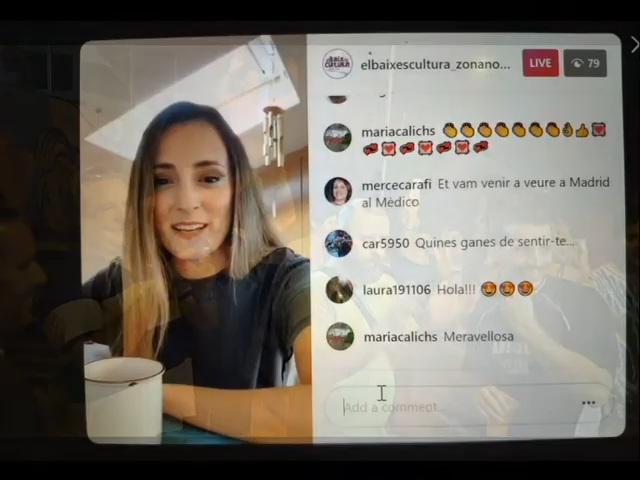 elbaixescultura_zonano...
LIVE
79
mariacalichs
mercecarafi Et vam venir a veure a Madrid
al Mèdico
car5950 Quines ganes de sentir-te...
laura191106 Hola!!!
mariacalichs Meravellosa
Add a comment...